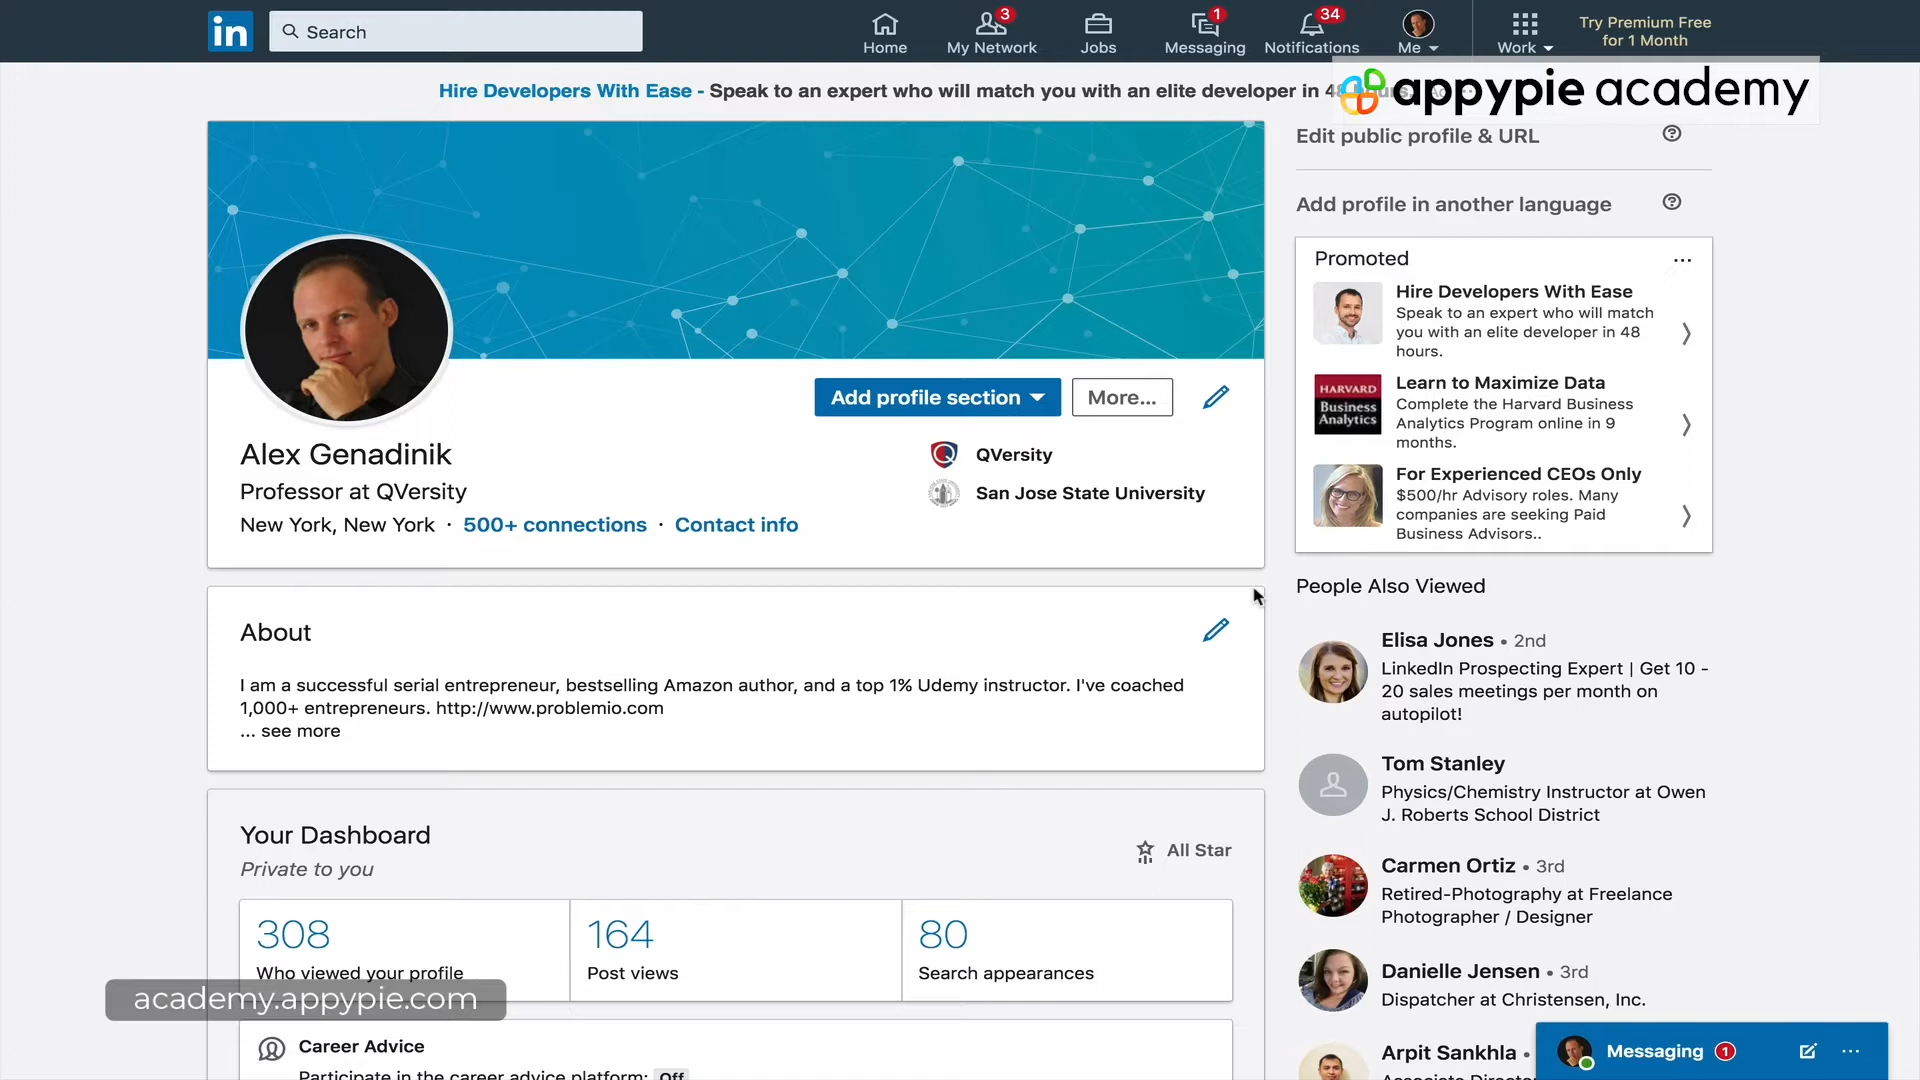 in
Search
Home
3
My Network
Jobs
1
Messaging
34
Notifications
Me
Work
Try Premium Free
for 1 Month
Hire Developers With Ease - Speak to an expert who will match you with an elite developer in
appypie academy
Edit public profile & URL
Add profile in another language
Add profile section
More...
Alex Genadinik
Professor at QVersity
New York, New York · 500+ connections · Contact info
QVersity
San Jose State University
Promoted
Hire Developers With Ease
Speak to an expert who will match
you with an elite developer in 48
hours.
HARVARD
Business
Analytics
Learn to Maximize Data
Complete the Harvard Business
Analytics Program online in 9
months.
For Experienced CEOs Only
$500/hr Advisory roles. Many
companies are seeking Paid
Business Advisors..
About
I am a successful serial entrepreneur, bestselling Amazon author, and a top 1% Udemy instructor. I've coached
1,000+ entrepreneurs. http://www.problemio.com
... see more
Your Dashboard
Private to you
All Star
308
Who viewed your profile
164
Post views
80
Search appearances
Career Advice
Participate in the career advice platform: Off
academy.appypie.com
People Also Viewed
Elisa Jones • 2nd
LinkedIn Prospecting Expert | Get 10 -
20 sales meetings per month on
autopilot!
Tom Stanley
Physics/Chemistry Instructor at Owen
J. Roberts School District
Carmen Ortiz • 3rd
Retired-Photography at Freelance
Photographer / Designer
Danielle Jensen • 3rd
Dispatcher at Christensen, Inc.
Arpit Sankhla •
Messaging 1